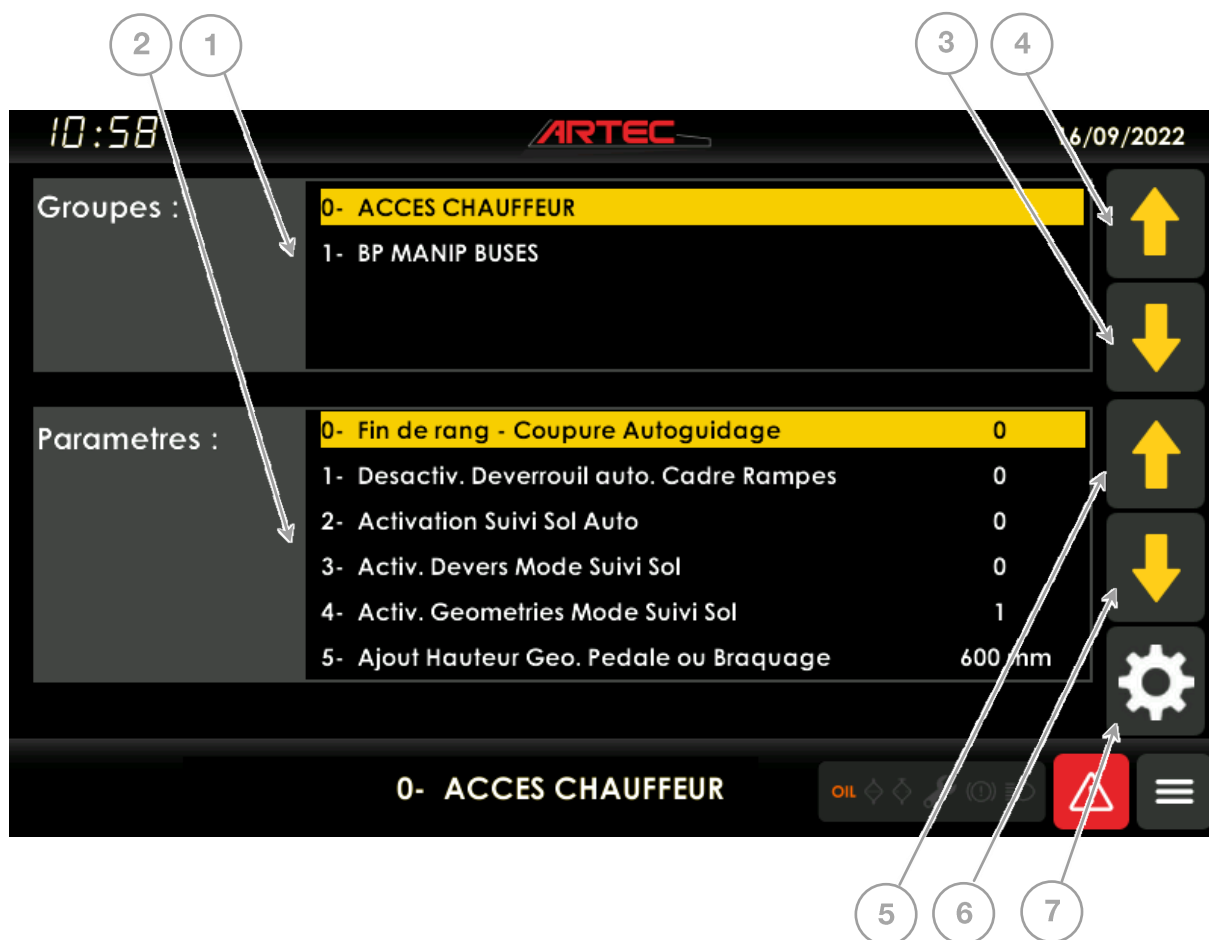 2 1 3 4
10:58 ARTEC 16/09/2022
Groupes :
0- ACCES CHAUFFEUR
1- BP MANIP BUSES
Parametres :
0- Fin de rang - Coupure Autoguidage 0
1- Desactiv. Deverrouil auto. Cadre Rampes 0
2- Activation Suivi Sol Auto 0
3- Activ. Devers Mode Suivi Sol 0
4- Activ. Geometries Mode Suivi Sol 1
5- Ajout Hauteur Geo. Pedale ou Braquage 600 mm
0- ACCES CHAUFFEUR OIL
5 6 7